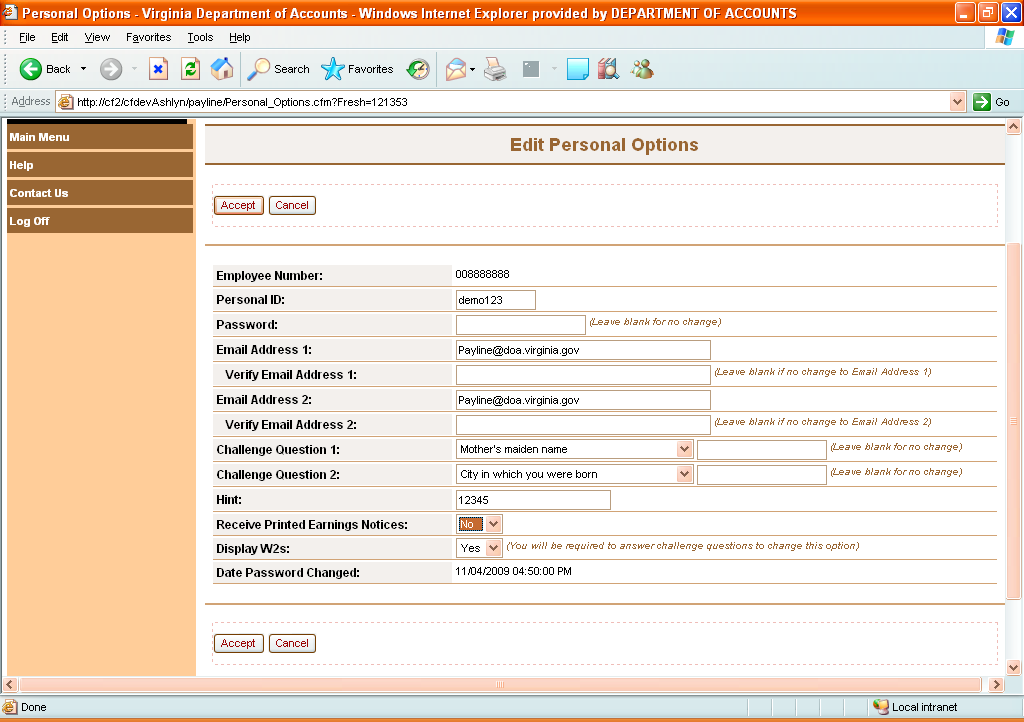 Personal Options - Virginia Department of Accounts - Windows Internet Explorer provided by DEPARTMENT OF ACCOUNTS
File Edit View Favorites Tools Help
Back Search Favorites
Address http://cf2/cfdevAshlyn/payline/Personal_Options.cfm?Fresh=121353 Go
Main Menu
Help
Contact Us
Log Off
Edit Personal Options
Accept Cancel
Employee Number: 008888888
Personal ID: demo123
Password: (Leave blank for no change)
Email Address 1: Payline@doa.virginia.gov
Verify Email Address 1: (Leave blank if no change to Email Address 1)
Email Address 2: Payline@doa.virginia.gov
Verify Email Address 2: (Leave blank if no change to Email Address 2)
Challenge Question 1: Mother's maiden name (Leave blank for no change)
Challenge Question 2: City in which you were born (Leave blank for no change)
Hint: 12345
Receive Printed Earnings Notices: No
Display W2s: Yes (You will be required to answer challenge questions to change this option)
Date Password Changed: 11/04/2009 04:50:00 PM
Accept Cancel
Done Local intranet